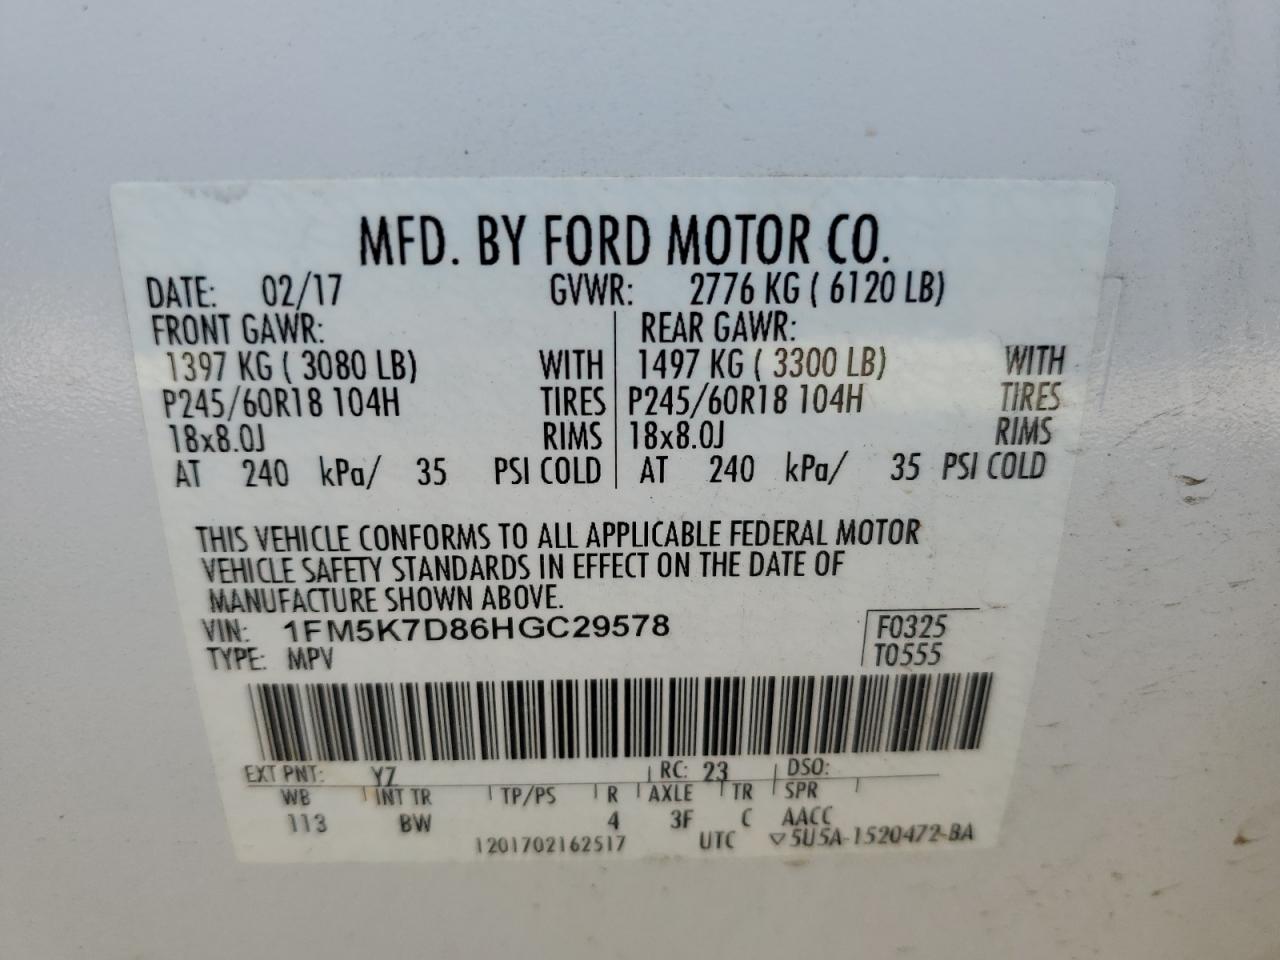 MFD. BY FORD MOTOR CO.
DATE: 02/17 GVWR: 2776 KG ( 6120 LB)
FRONT GAWR: REAR GAWR:
1397 KG ( 3080 LB) WITH 1497 KG ( 3300 LB) WITH
P245/60R18 104H TIRES P245/60R18 104H TIRES
18x8.0J RIMS 18x8.0J RIMS
AT 240 kPa/ 35 PSI COLD AT 240 kPa/ 35 PSI COLD
THIS VEHICLE CONFORMS TO ALL APPLICABLE FEDERAL MOTOR
VEHICLE SAFETY STANDARDS IN EFFECT ON THE DATE OF
MANUFACTURE SHOWN ABOVE.
VIN: 1FM5K7D86HGC29578 F0325
TYPE: MPV T0555
EXT PNT: YZ RC: 23 DSO:
WB INT TR TP/PS R AXLE TR SPR
113 BW 4 3F C AACC
1201702162517 UTC ▽5U5A-1520472-BA